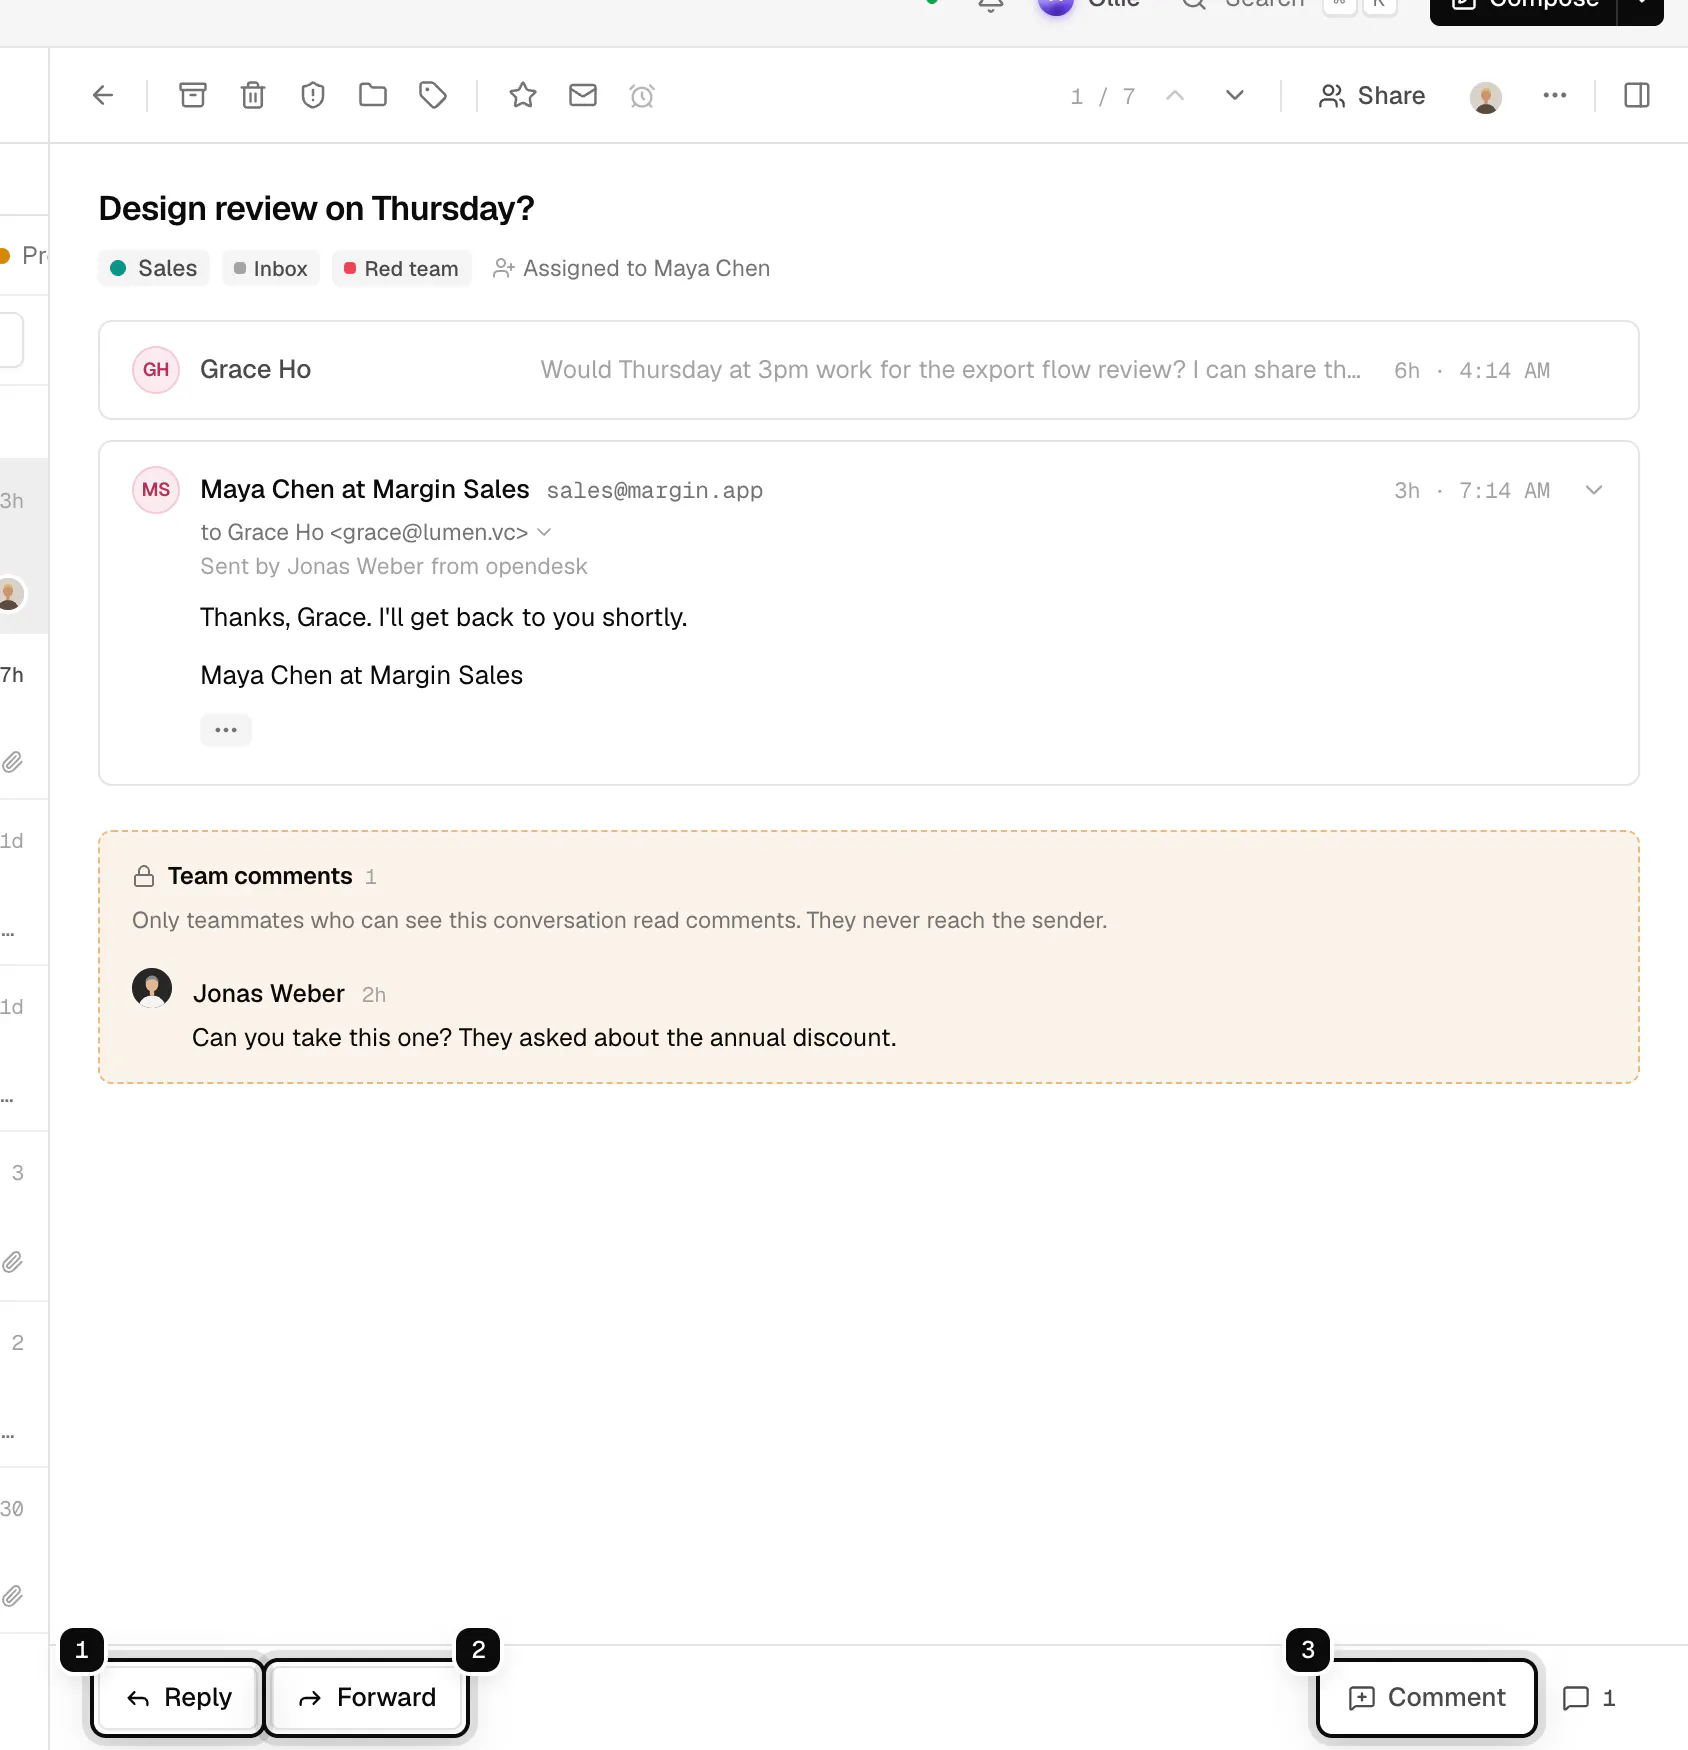 Ollie
Search
⌘ K
Compose
1 / 7
Share
Design review on Thursday?
Pr
Sales
Inbox
Red team
Assigned to Maya Chen
GH
Grace Ho
Would Thursday at 3pm work for the export flow review? I can share th…
6h · 4:14 AM
3h
MS
Maya Chen at Margin Sales
sales@margin.app
3h · 7:14 AM
to Grace Ho <grace@lumen.vc>
Sent by Jonas Weber from opendesk
Thanks, Grace. I'll get back to you shortly.
7h
Maya Chen at Margin Sales
1d
…
Team comments 1
Only teammates who can see this conversation read comments. They never reach the sender.
Jonas Weber 2h
1d
Can you take this one? They asked about the annual discount.
…
3
2
…
30
1
2
3
Reply
Forward
Comment
1